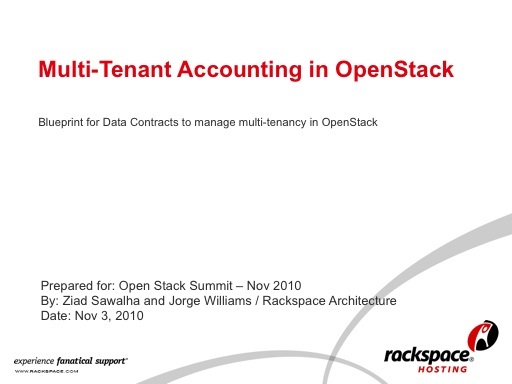 Multi-Tenant Accounting in OpenStack
Blueprint for Data Contracts to manage multi-tenancy in OpenStack
Prepared for: Open Stack Summit – Nov 2010
By: Ziad Sawalha and Jorge Williams / Rackspace Architecture
Date: Nov 3, 2010
experience fanatical support™
WWW.RACKSPACE.COM
rackspace®
HOSTING